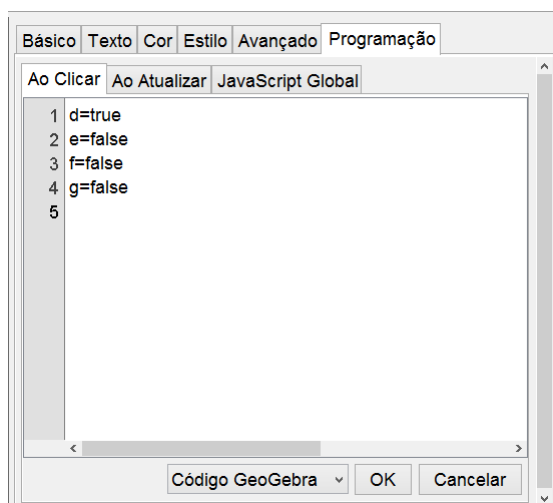 Básico Texto Cor Estilo Avançado Programação
Ao Clicar Ao Atualizar JavaScript Global
1 d=true
2 e=false
3 f=false
4 g=false
5
Código GeoGebra OK Cancelar